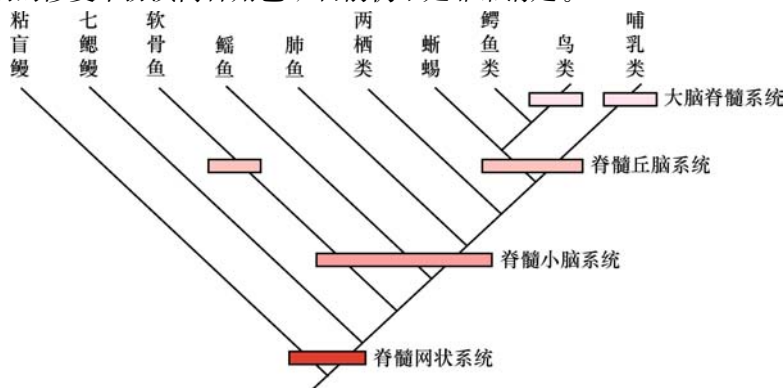 粘盲鳗
七鳃鳗
软骨鱼
鳐鱼
肺鱼
两栖类
蜥蜴
鳄鱼类
鸟类
哺乳类
大脑脊髓系统
脊髓丘脑系统
脊髓小脑系统
脊髓网状系统